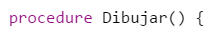 procedure Dibujar() {